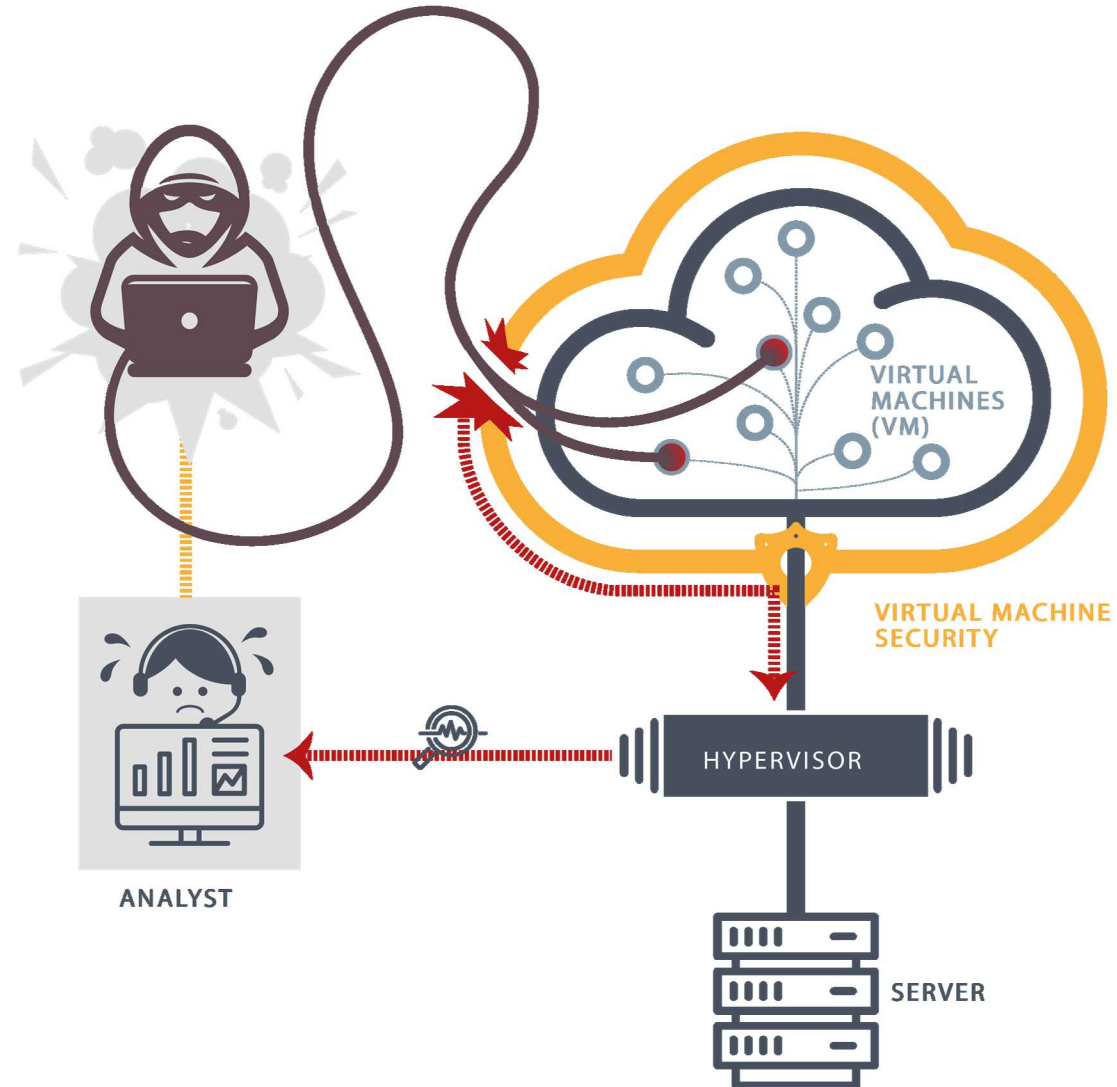 VIRTUAL
MACHINES
(VM)
VIRTUAL MACHINE
SECURITY
HYPERVISOR
ANALYST
SERVER